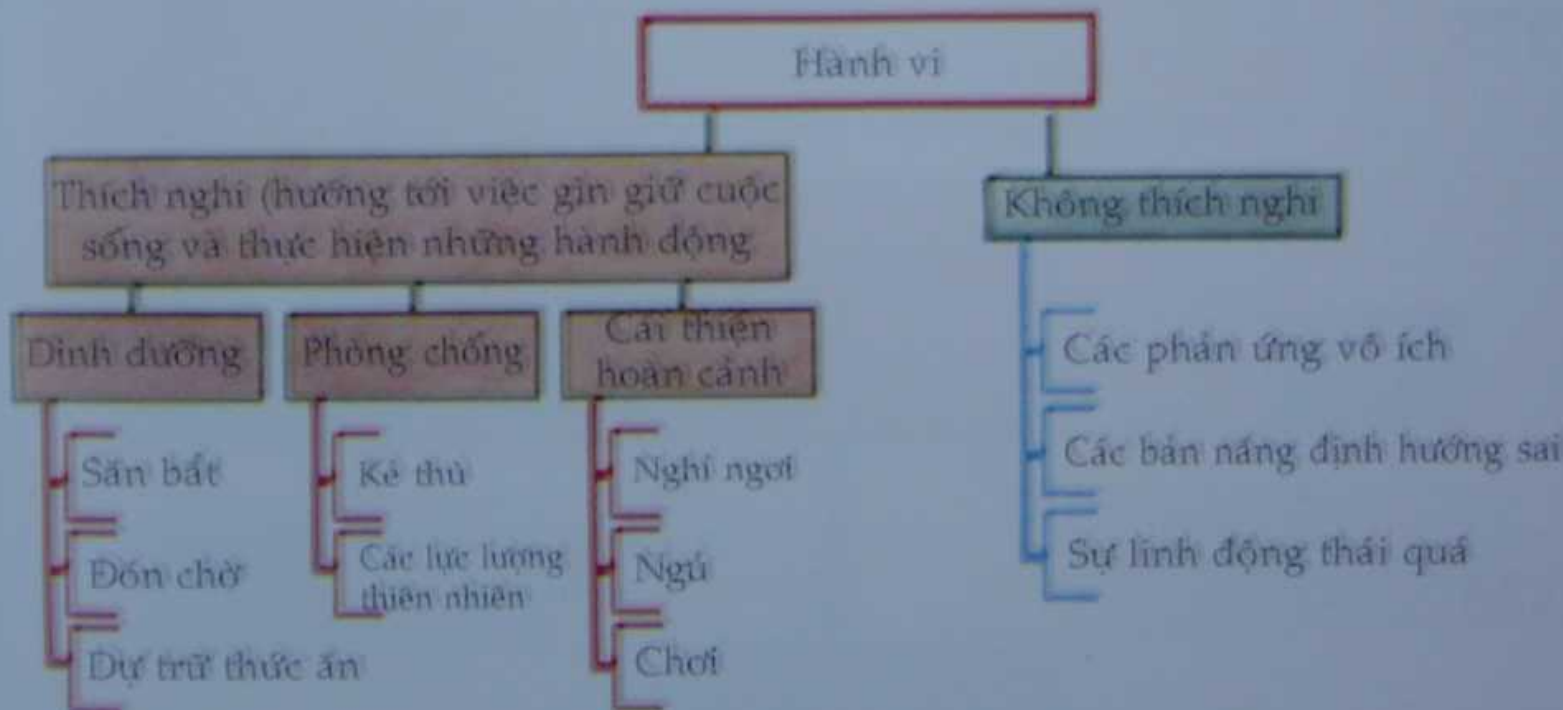 Hành vi
Thích nghi (hướng tới việc gìn giữ cuộc
sống và thực hiện những hành động
Không thích nghi
Dinh dưỡng
Phòng chống
Cải thiện
hoàn cảnh
Săn bắt
Đón chờ
Dự trữ thức ăn
Kẻ thù
Các lực lượng
thiên nhiên
Nghỉ ngơi
Ngủ
Chơi
Các phản ứng vô ích
Các bản năng định hướng sai
Sự linh động thái quá